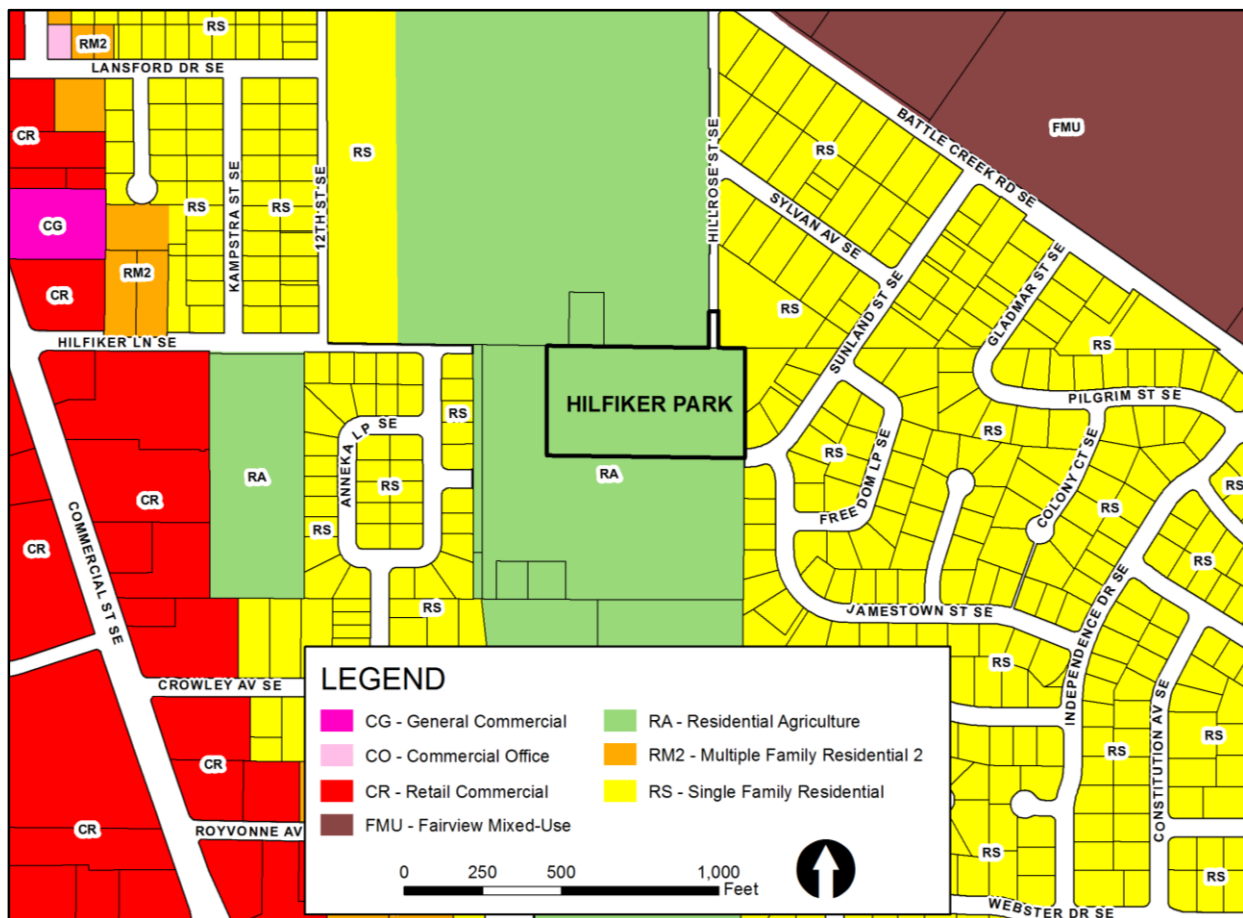 RS
RM2
LANSFORD DR SE
CR
RS
RS
RS
KAMPSTRA ST SE
12TH ST SE
CG
RM2
CR
HILFIKER LN SE
HILLROSE ST SE
BATTLE CREEK RD SE
FMU
RS
SYLVAN AV SE
RS
SUNLAND ST SE
GLADMAR ST SE
RS
PILGRIM ST SE
HILFIKER PARK
RA
RA
CR
CR
COMMERCIAL ST SE
ANNEKA LP SE
RS
RS
RS
RS
RS
FREEDOM LP SE
RS
COLONY CT SE
RS
RS
RS
JAMESTOWN ST SE
INDEPENDENCE DR SE
RS
CONSTITUTION AV SE
RS
RS
RS
WEBSTER DR SE
CROWLEY AV SE
CR
CR
ROYVONNE AV
LEGEND
CG - General Commercial
CO - Commercial Office
CR - Retail Commercial
FMU - Fairview Mixed-Use
RA - Residential Agriculture
RM2 - Multiple Family Residential 2
RS - Single Family Residential
0 250 500 1,000
Feet